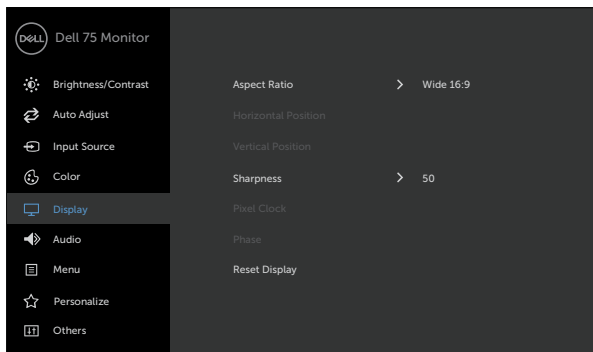 DELL Dell 75 Monitor
Brightness/Contrast
Auto Adjust
Input Source
Color
Display
Audio
Menu
Personalize
Others
Aspect Ratio > Wide 16:9
Horizontal Position
Vertical Position
Sharpness > 50
Pixel Clock
Phase
Reset Display